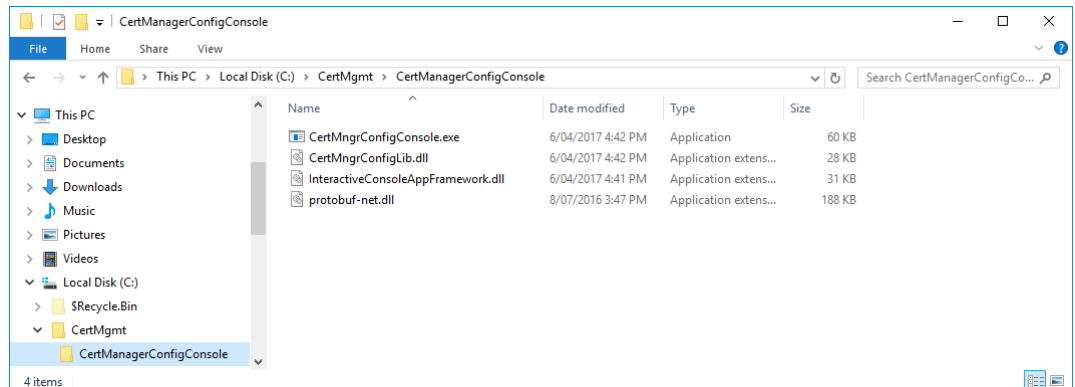 CertManagerConfigConsole
File Home Share View
This PC Local Disk (C:) CertMgmt CertManagerConfigConsole Search CertManagerConfigCo...
Name Date modified Type Size
This PC
Desktop
Documents
Downloads
Music
Pictures
Videos
Local Disk (C:)
$Recycle.Bin
CertMgmt
CertManagerConfigConsole
CertMngrConfigConsole.exe 6/04/2017 4:42 PM Application 60 KB
CertMngrConfigLib.dll 6/04/2017 4:42 PM Application extens... 28 KB
InteractiveConsoleAppFramework.dll 6/04/2017 4:41 PM Application extens... 31 KB
protobuf-net.dll 8/07/2016 3:47 PM Application extens... 188 KB
4 items